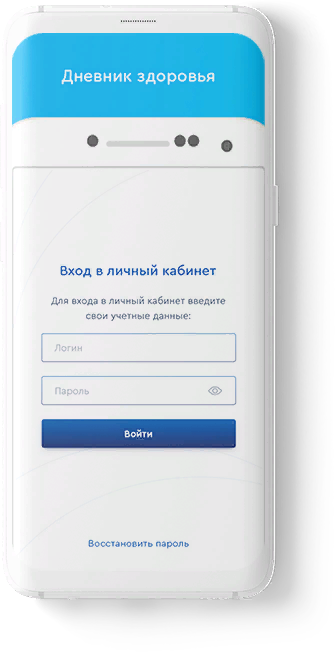 Дневник здоровья
Вход в личный кабинет
Для входа в личный кабинет введите
свои учетные данные:
Логин
Пароль
Войти
Восстановить пароль